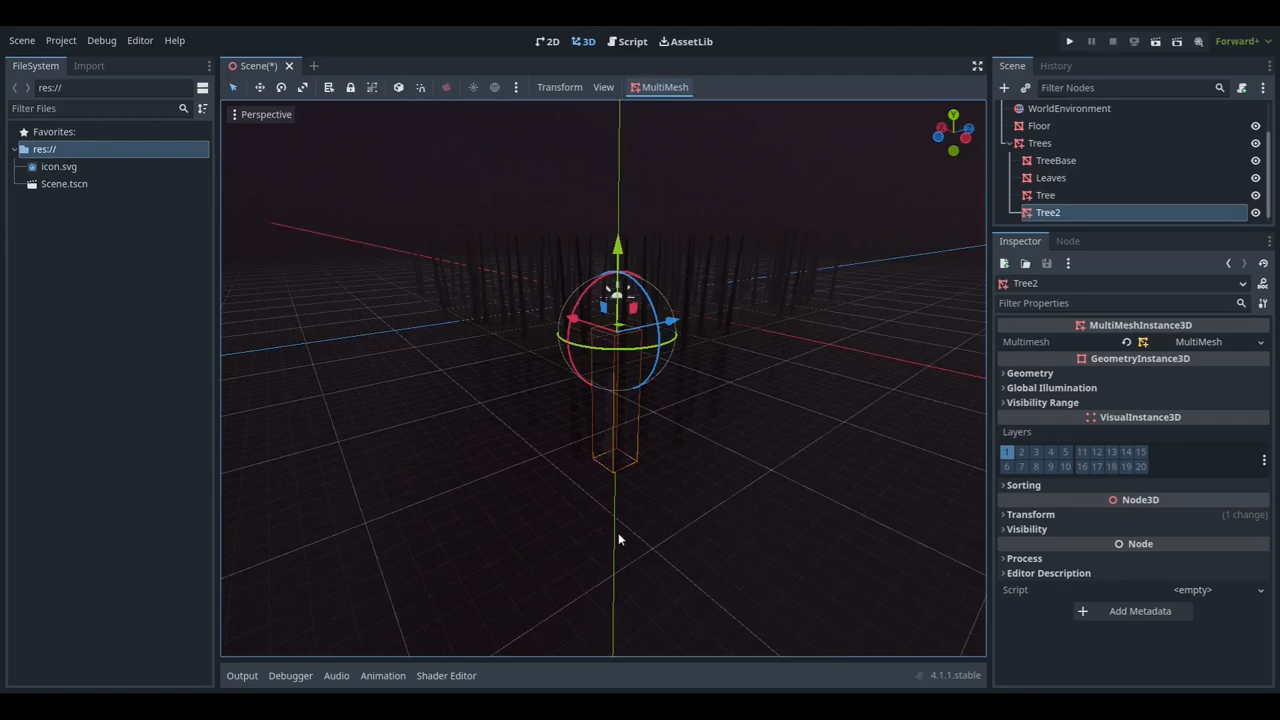 Scene Project Debug Editor Help
2D 3D Script AssetLib
Forward+
FileSystem Import
Scene(*)
Scene History
res://
Transform View MultiMesh
Filter Nodes
Filter Files
Perspective
Favorites:
res://
icon.svg
Scene.tscn
WorldEnvironment
Floor
Trees
TreeBase
Leaves
Tree
Tree2
Inspector Node
Tree2
Filter Properties
MultiMeshInstance3D
Multimesh MultiMesh
GeometryInstance3D
Geometry
Global Illumination
Visibility Range
VisualInstance3D
Layers
1 2 3 4 5 11 12 13 14 15
6 7 8 9 10 16 17 18 19 20
Sorting
Node3D
Transform (1 change)
Visibility
Node
Process
Editor Description
Script <empty>
Add Metadata
Output Debugger Audio Animation Shader Editor 4.1.1.stable